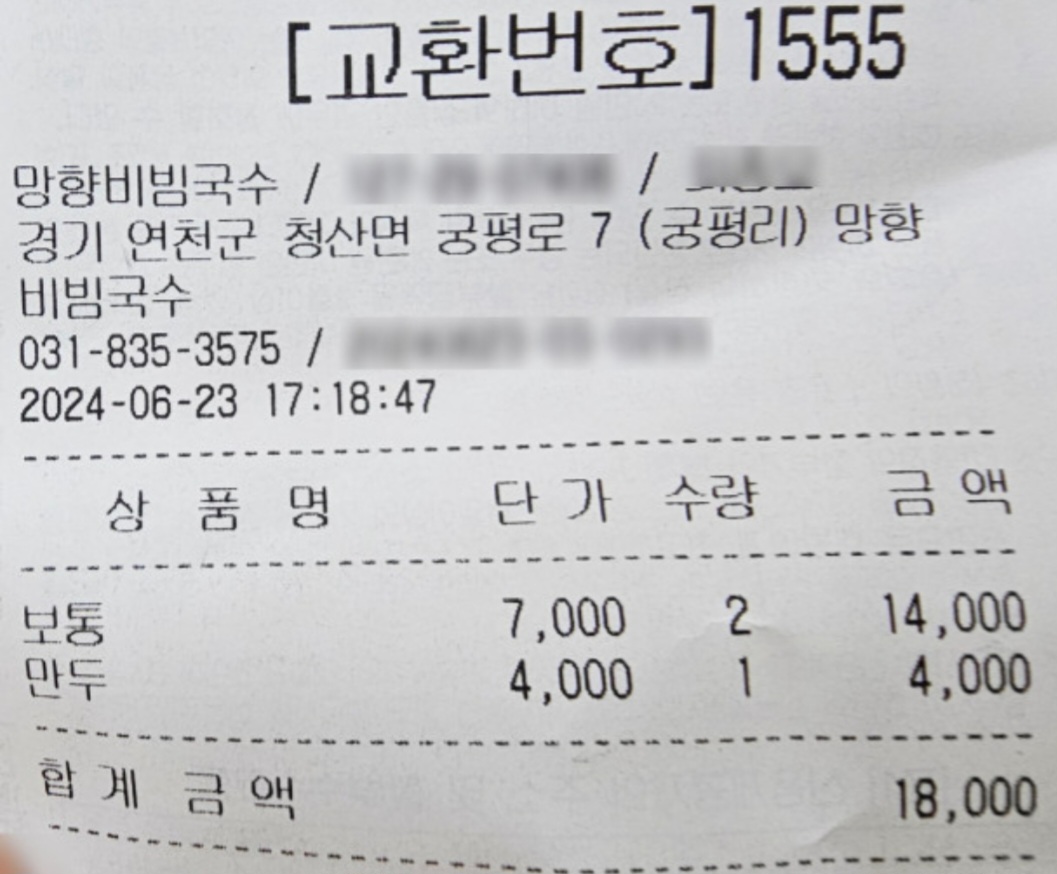 [교환번호]1555
망향비빔국수 / /
경기 연천군 청산면 궁평로 7 (궁평리) 망향
비빔국수
031-835-3575 /
2024-06-23 17:18:47
상 품 명 단 가 수량 금 액
보통 7,000 2 14,000
만두 4,000 1 4,000
합 계 금 액 18,000